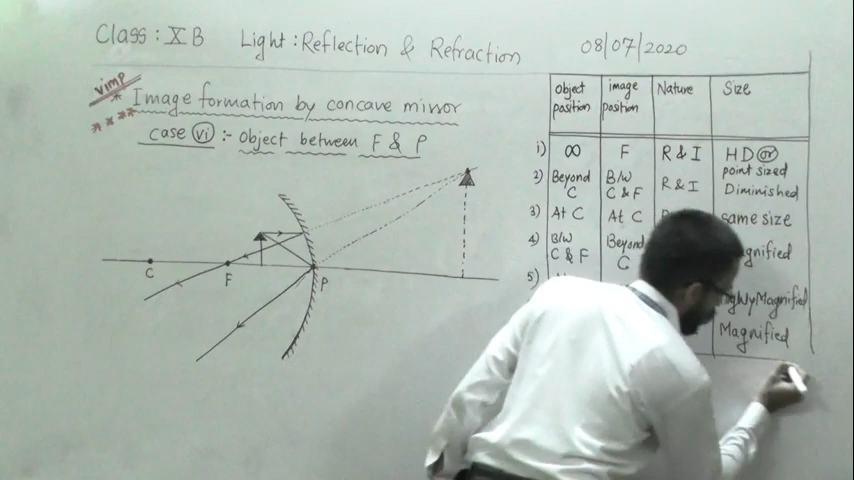 Class : X B Light : Reflection & Refraction 08/07/2020
vimp
Image formation by concave mirror
case vi :- Object between F & P
C F P
object position image position Nature Size
1) ∞ F R & I HD or point sized
2) Beyond C B/w C & F R & I Diminished
3) At C At C same size
4) B/w C & F Beyond C
5)
Magnified